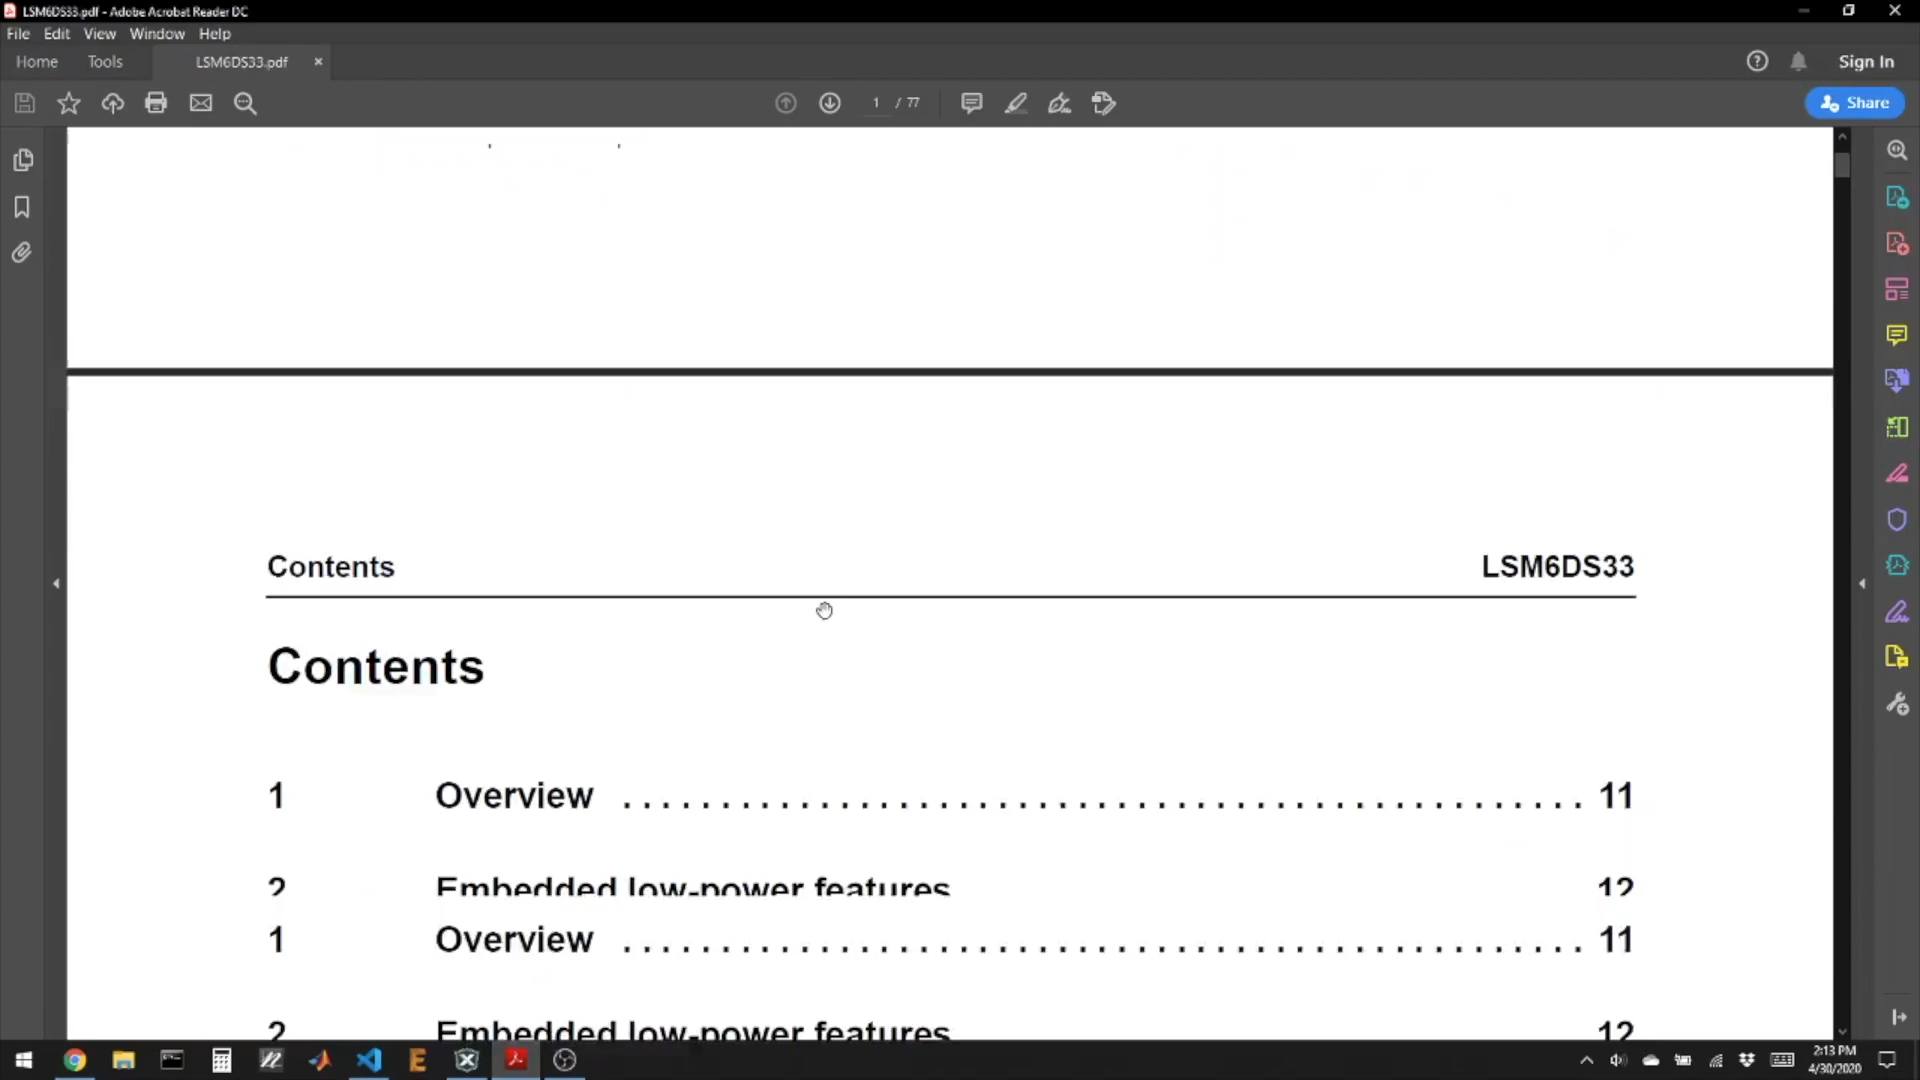 LSM6DS33.pdf - Adobe Acrobat Reader DC
File Edit View Window Help
Home Tools LSM6DS33.pdf × Sign In
1 / 77 Share
Contents LSM6DS33
Contents
1 Overview . . . . . . . . . . . . . . . . . . . . . . . . . . . . . . . . . . . . . . . . . . . . . . . . . 11
2 Embedded low-power features 12
1 Overview . . . . . . . . . . . . . . . . . . . . . . . . . . . . . . . . . . . . . . . . . . . . . . . . . 11
2 Embedded low-power features 12
2:13 PM
4/30/2020